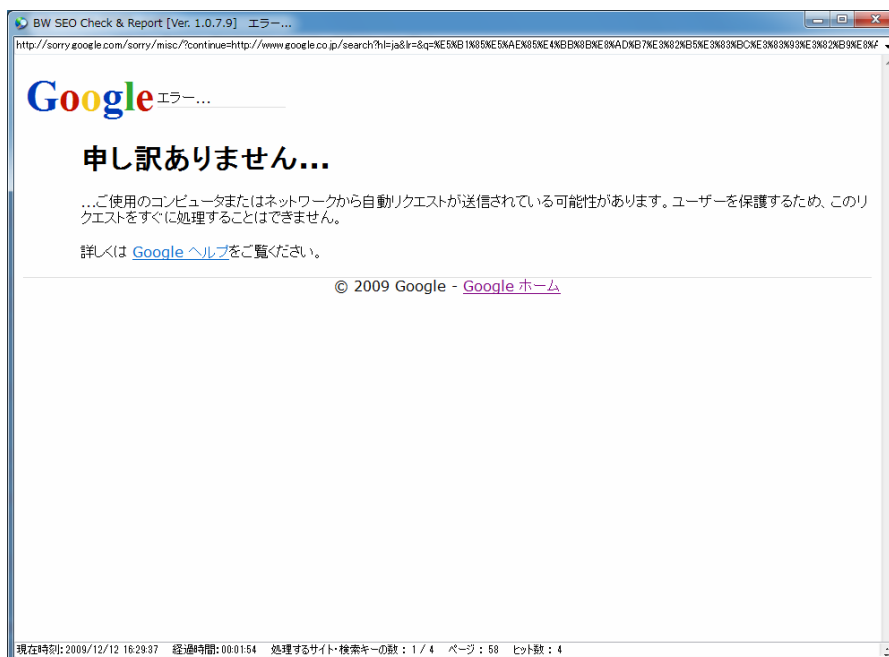 BW SEO Check & Report [Ver. 1.0.7.9] エラー...
http://sorry.google.com/sorry/misc/?continue=http://www.google.co.jp/search?hl=ja&lr=&q=%E5%B1%85%E5%AE%85%E4%BB%8B%E8%AD%B7%E3%82%B5%E3%83%BC%E3%83%93%E3%82%B9%E8%
Google エラー...
申し訳ありません...
...ご使用のコンピュータまたはネットワークから自動リクエストが送信されている可能性があります。ユーザーを保護するため、このリ
クエストをすぐに処理することはできません。
詳しくは Google ヘルプをご覧ください。
© 2009 Google - Google ホーム
現在時刻:2009/12/12 16:29:37 経過時間:00:01:54 処理するサイト・検索キーの数 : 1 / 4 ページ : 58 ヒット数 : 4